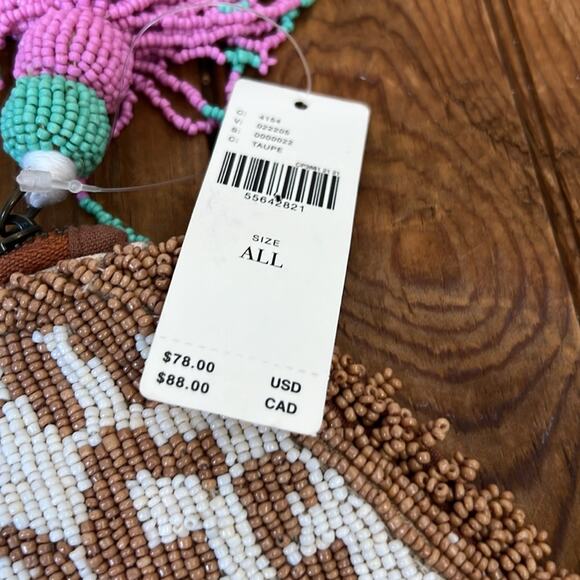 C: 4154
V: 022205
S: 0000022
C: TAUPE
55642821
SIZE
ALL
$78.00 USD
$88.00 CAD